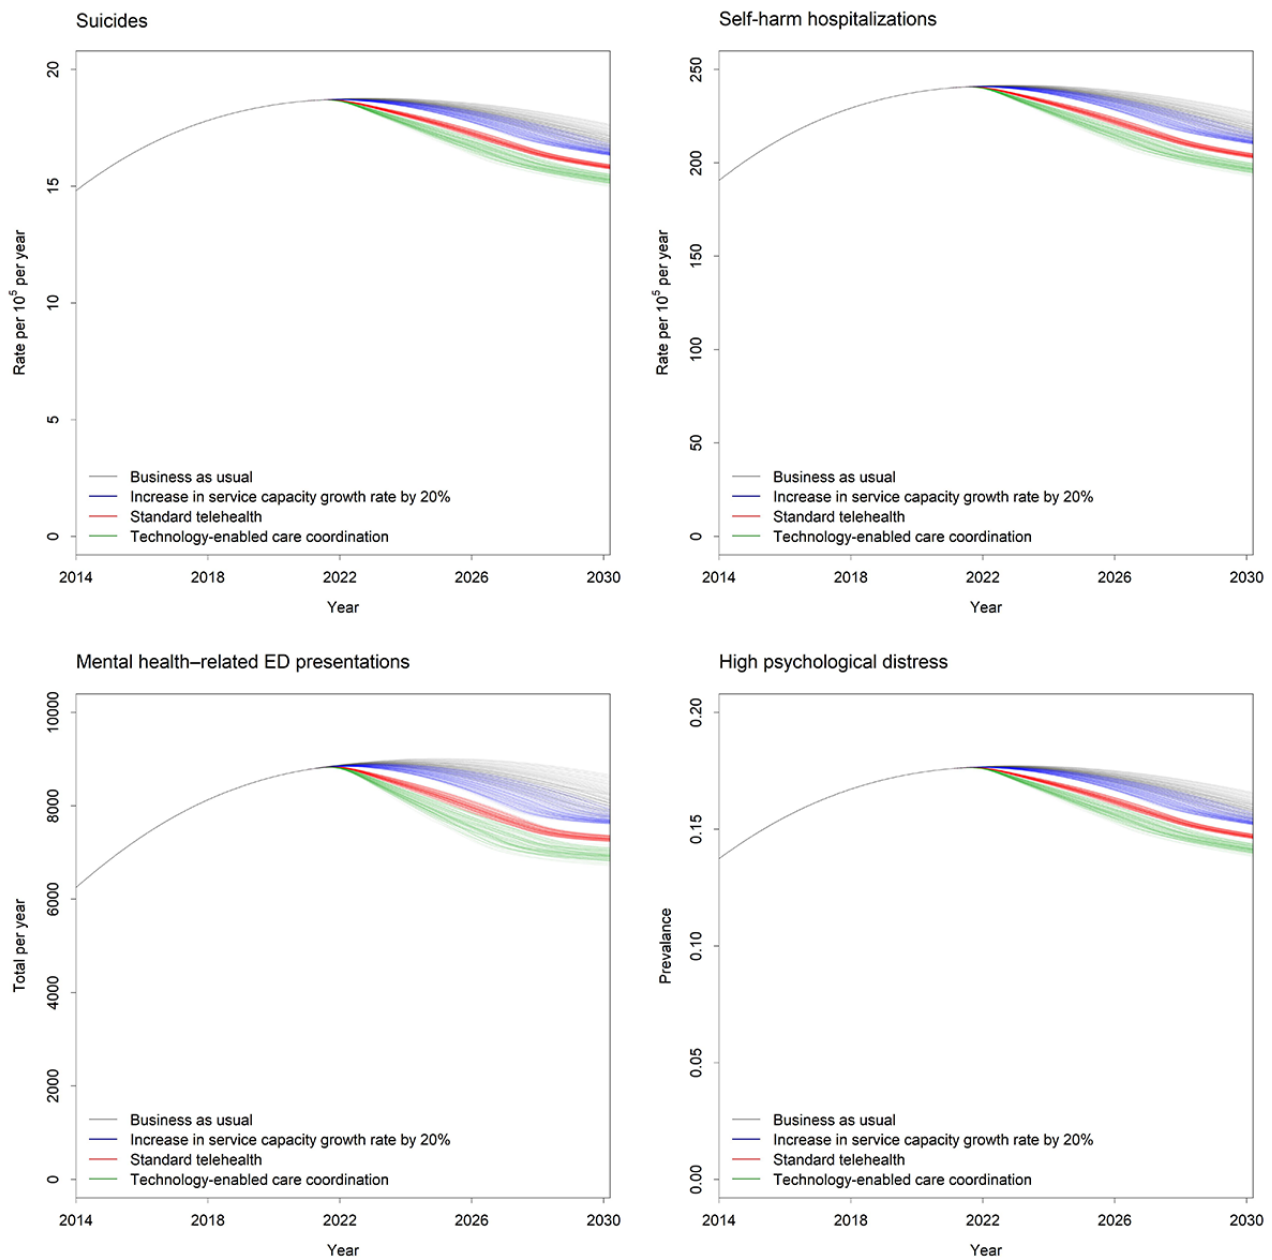 Suicides
20
15
10
5
0
Rate per 10⁵ per year
Business as usual
Increase in service capacity growth rate by 20%
Standard telehealth
Technology-enabled care coordination
2014 2018 2022 2026 2030
Year
Self-harm hospitalizations
250
200
150
100
50
0
Rate per 10⁵ per year
Business as usual
Increase in service capacity growth rate by 20%
Standard telehealth
Technology-enabled care coordination
2014 2018 2022 2026 2030
Year
Mental health–related ED presentations
10000
8000
6000
4000
2000
0
Total per year
Business as usual
Increase in service capacity growth rate by 20%
Standard telehealth
Technology-enabled care coordination
2014 2018 2022 2026 2030
Year
High psychological distress
0.20
0.15
0.10
0.05
0.00
Prevalance
Business as usual
Increase in service capacity growth rate by 20%
Standard telehealth
Technology-enabled care coordination
2014 2018 2022 2026 2030
Year